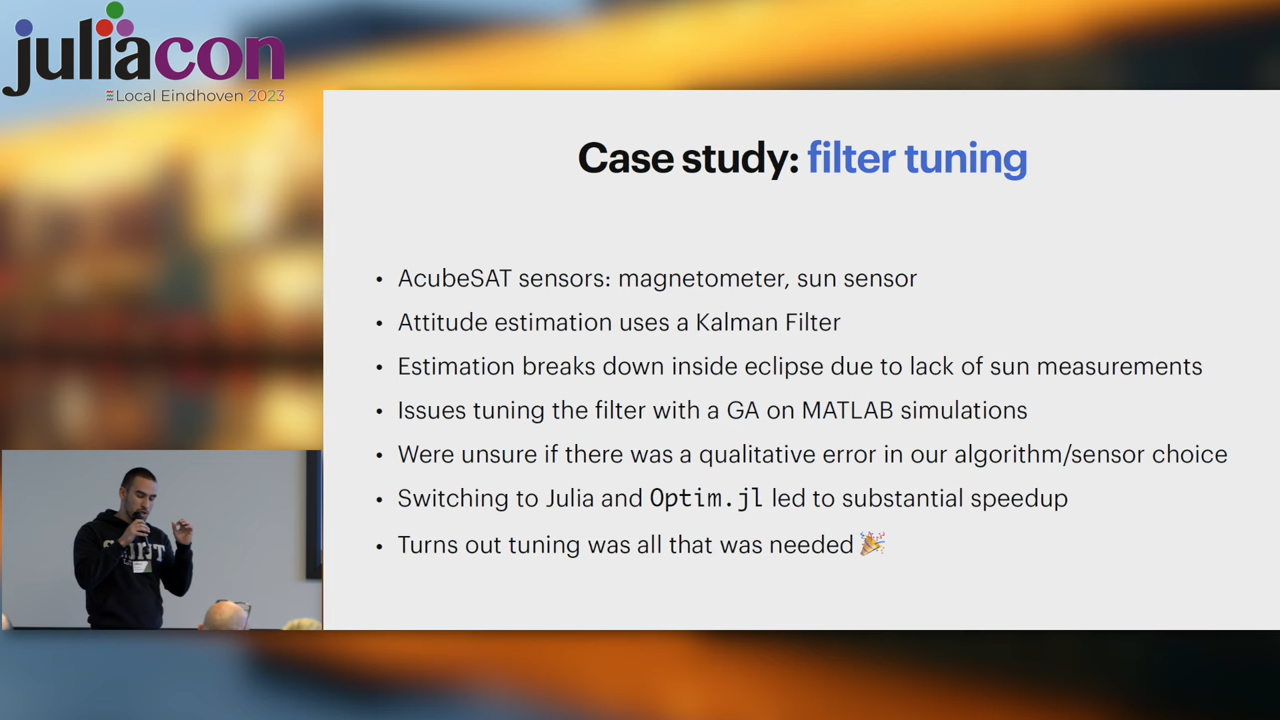 juliacon
Local Eindhoven 2023
Case study: filter tuning
• AcubeSAT sensors: magnetometer, sun sensor
• Attitude estimation uses a Kalman Filter
• Estimation breaks down inside eclipse due to lack of sun measurements
• Issues tuning the filter with a GA on MATLAB simulations
• Were unsure if there was a qualitative error in our algorithm/sensor choice
• Switching to Julia and Optim.jl led to substantial speedup
• Turns out tuning was all that was needed 🎉